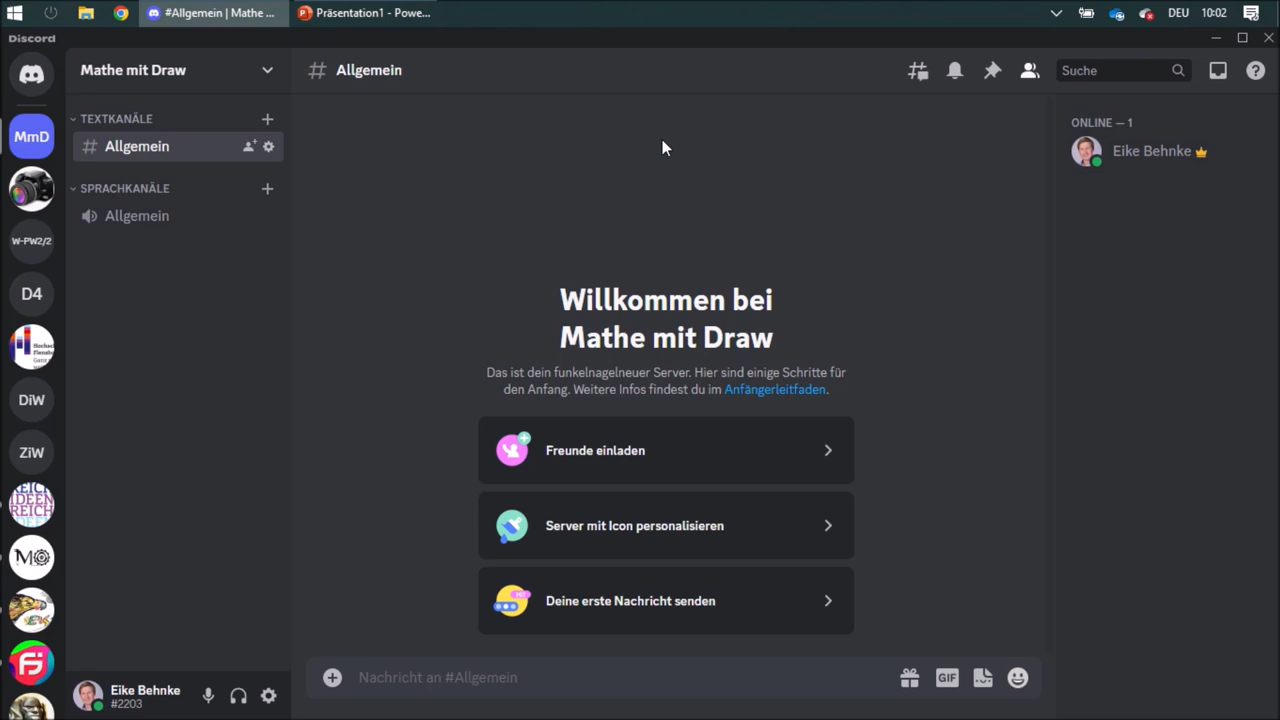 #Allgemein | Mathe ...
Präsentation1 - Powe...
DEU
10:02
Discord
Mathe mit Draw
Allgemein
Suche
MmD
TEXTKANÄLE
Allgemein
SPRACHKANÄLE
Allgemein
ONLINE — 1
Eike Behnke
W-PW2/2
D4
DiW
ZiW
IDEEN
REICH
Willkommen bei
Mathe mit Draw
Das ist dein funkelnagelneuer Server. Hier sind einige Schritte für
den Anfang. Weitere Infos findest du im Anfängerleitfaden.
Freunde einladen
Server mit Icon personalisieren
Deine erste Nachricht senden
Nachricht an #Allgemein
GIF
Eike Behnke
#2203